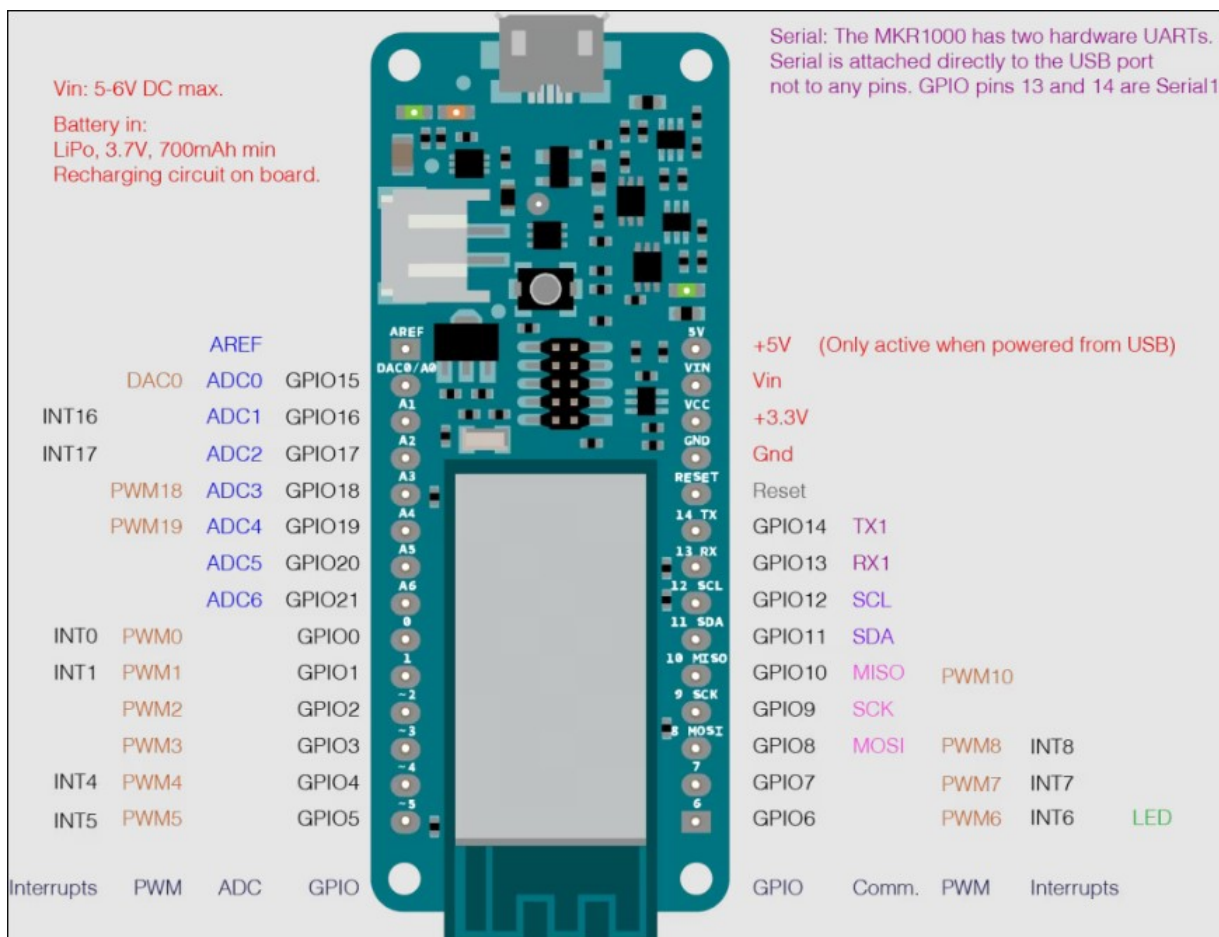 Serial: The MKR1000 has two hardware UARTs.
Serial is attached directly to the USB port
not to any pins. GPIO pins 13 and 14 are Serial1
Vin: 5-6V DC max.
Battery in:
LiPo, 3.7V, 700mAh min
Recharging circuit on board.
AREF AREF 5V +5V (Only active when powered from USB)
DAC0 ADC0 GPIO15 DAC0/A0 VIN Vin
INT16 ADC1 GPIO16 A1 VCC +3.3V
INT17 ADC2 GPIO17 A2 GND Gnd
PWM18 ADC3 GPIO18 A3 RESET Reset
PWM19 ADC4 GPIO19 A4 14 TX GPIO14 TX1
ADC5 GPIO20 A5 13 RX GPIO13 RX1
ADC6 GPIO21 A6 12 SCL GPIO12 SCL
INT0 PWM0 GPIO0 0 11 SDA GPIO11 SDA
INT1 PWM1 GPIO1 1 10 MISO GPIO10 MISO PWM10
PWM2 GPIO2 ~2 9 SCK GPIO9 SCK
PWM3 GPIO3 ~3 8 MOSI GPIO8 MOSI PWM8 INT8
INT4 PWM4 GPIO4 ~4 7 GPIO7 PWM7 INT7
INT5 PWM5 GPIO5 ~5 6 GPIO6 PWM6 INT6 LED
Interrupts PWM ADC GPIO GPIO Comm. PWM Interrupts